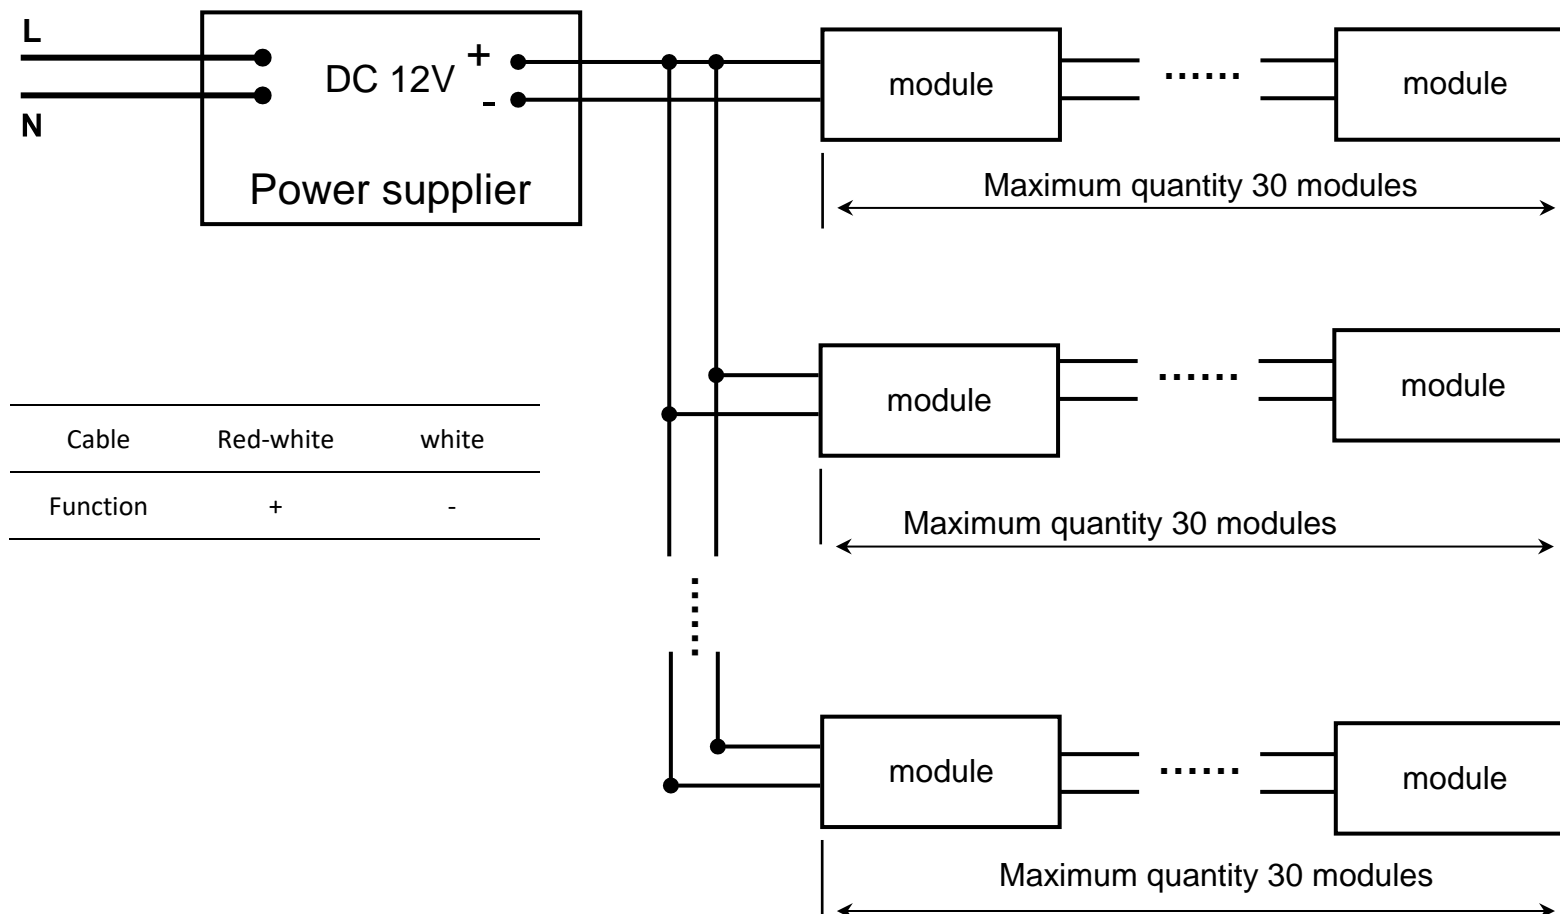 L
N
DC 12V
+
-
Power supplier
module
......
module
Maximum quantity 30 modules
module
......
module
Cable Red-white white
Function + -
Maximum quantity 30 modules
module
......
module
Maximum quantity 30 modules